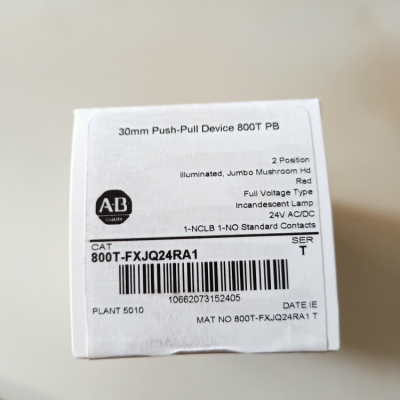 30mm Push-Pull Device 800T PB
2 Position
Illuminated, Jumbo Mushroom Hd
Red
Full Voltage Type
Incandescent Lamp
24V AC/DC
1-NCLB 1-NO Standard Contacts
AB
QUALITY
CAT
800T-FXJQ24RA1
SER
T
10662073152405
PLANT 5010
DATE IE
MAT NO 800T-FXJQ24RA1 T